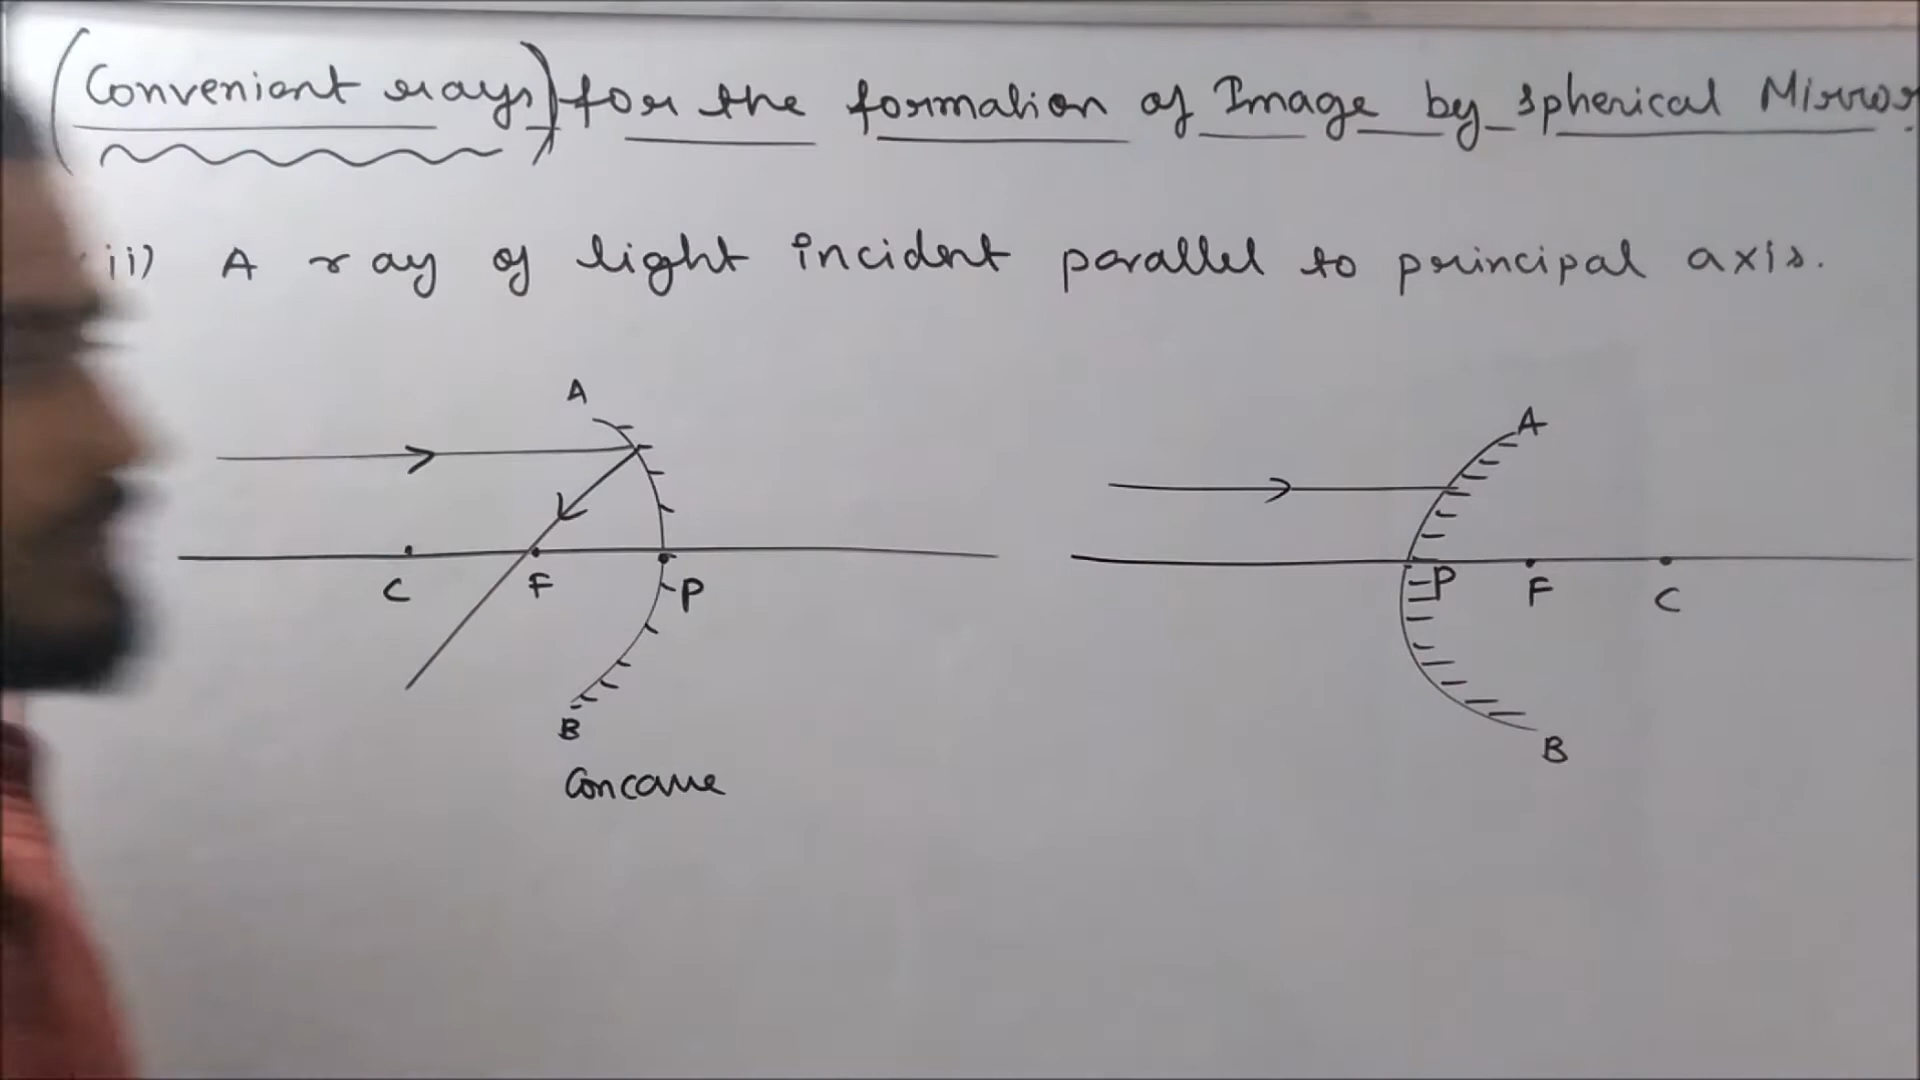 (Convenient rays) for the formation of Image by spherical Mirror
ii) A ray of light incident parallel to principal axis.
A
C F P
B
Concave
A
P F C
B